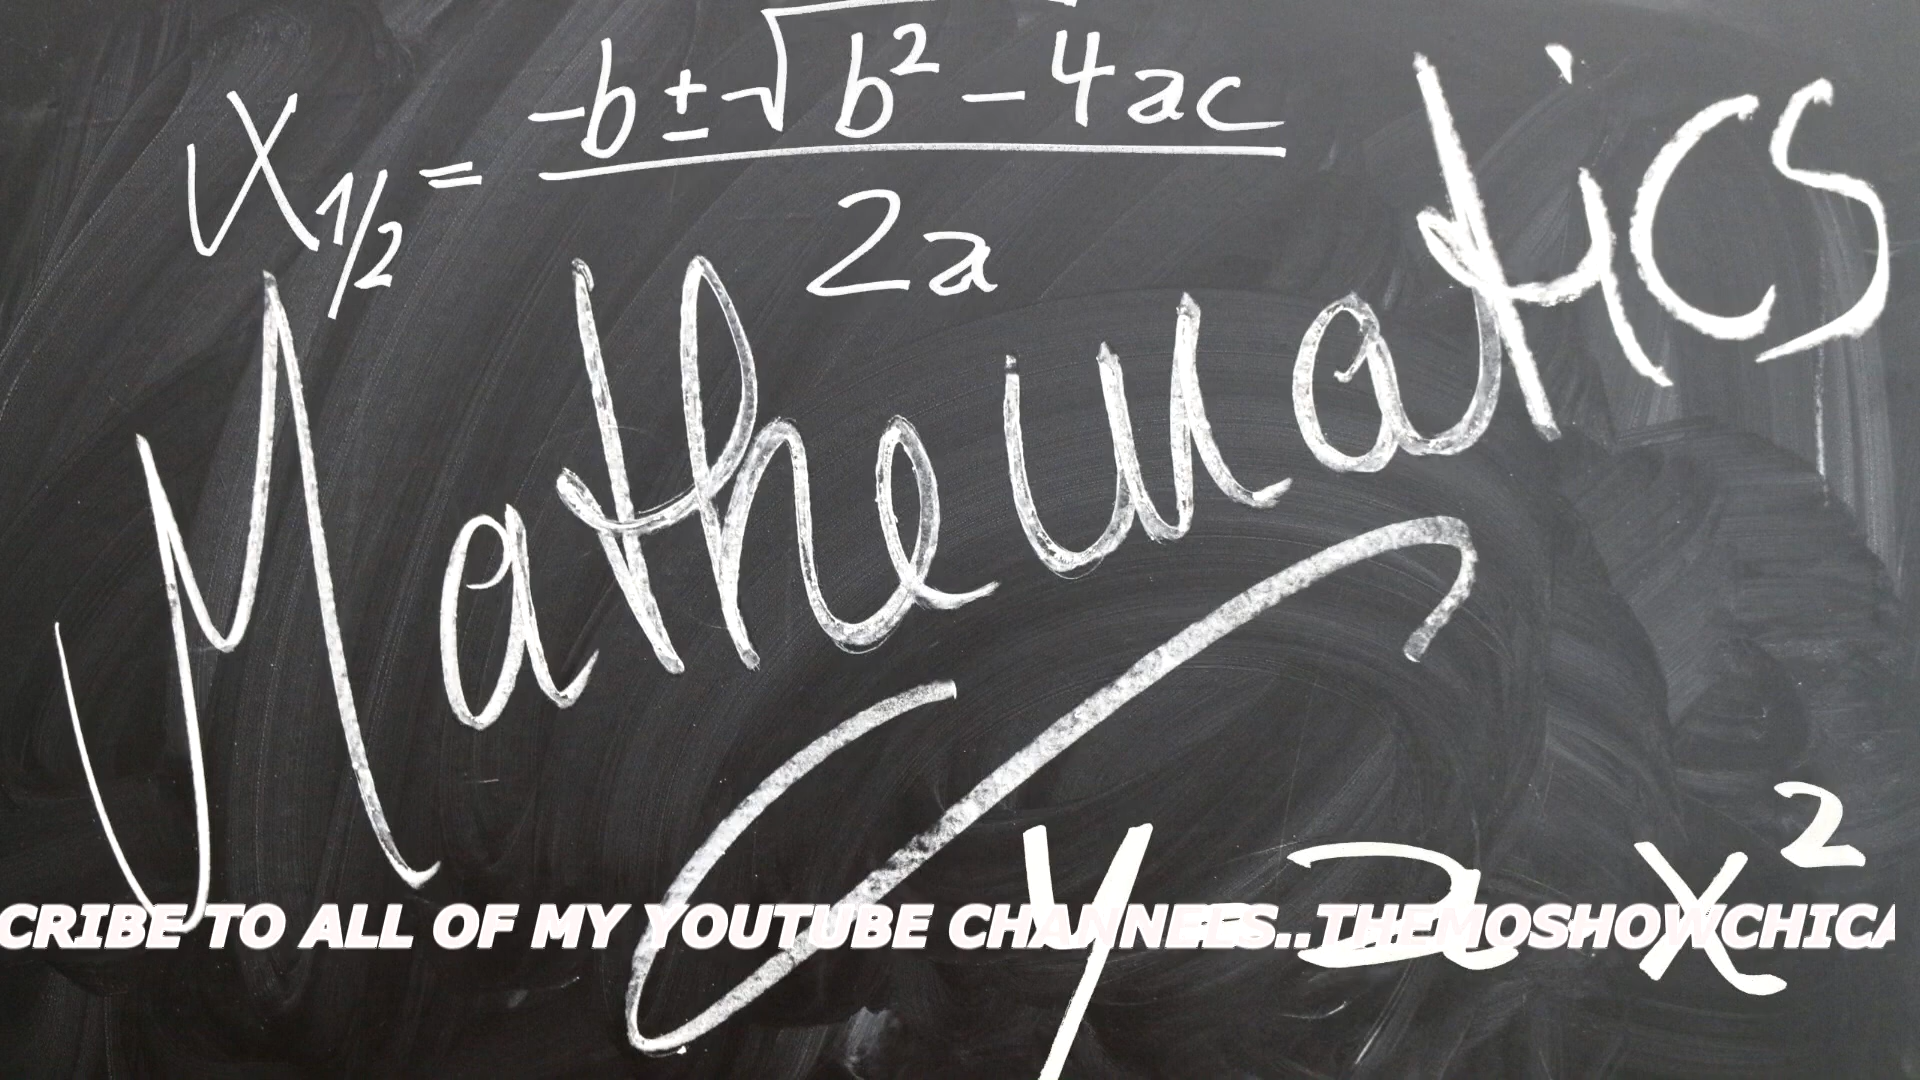 x₁/₂ = -b ± √b² - 4ac
2a
Mathematics
y = x²
CRIBE TO ALL OF MY YOUTUBE CHANNELS..THEMOSHOWCHICA